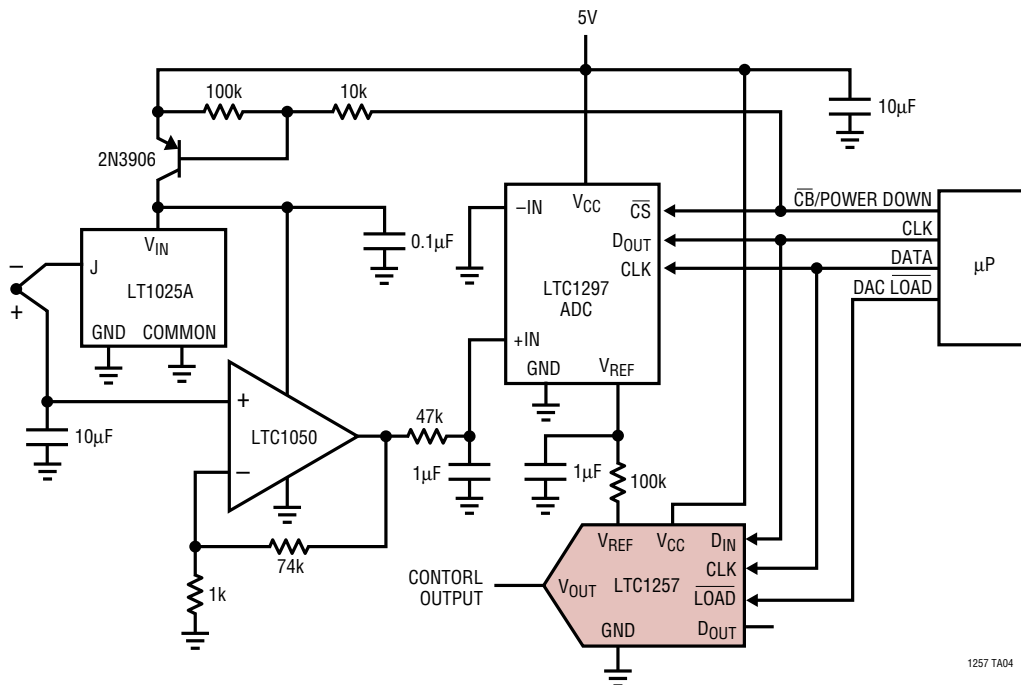 5V
100k
10k
10µF
2N3906
CB/POWER DOWN
–IN
VCC
CS
CLK
VIN
0.1µF
DOUT
DATA
µP
J
CLK
–
LT1025A
LTC1297
ADC
DAC LOAD
+
GND COMMON
+IN
GND
VREF
+
47k
10µF
LTC1050
–
1µF
1µF
100k
VREF
VCC
DIN
74k
CLK
CONTORL
OUTPUT
VOUT
LTC1257
1k
LOAD
GND
DOUT
1257 TA04